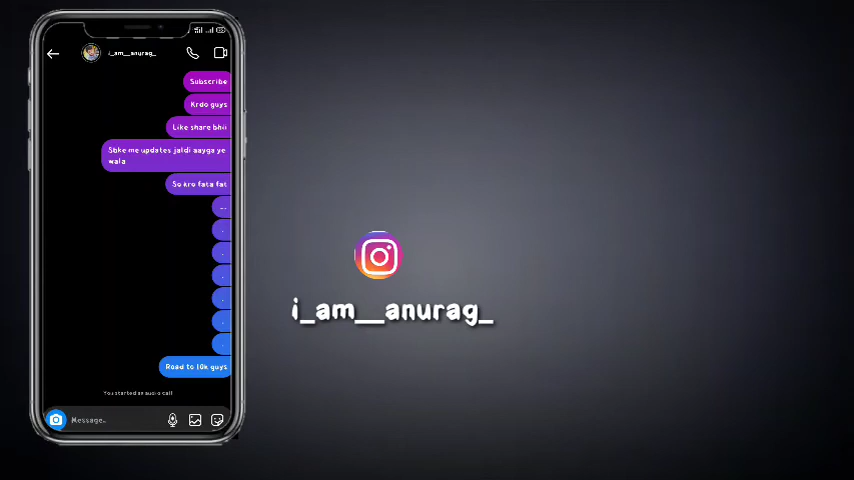 i_am__anurag_
Subscribe
Krdo guys
Like share bhii
Sbke me updates jaldi aayga ye
wala
So kro fata fat
...
.
.
.
.
.
.
Road to 10k guys
You started an audio call
Message..
i_am__anurag_